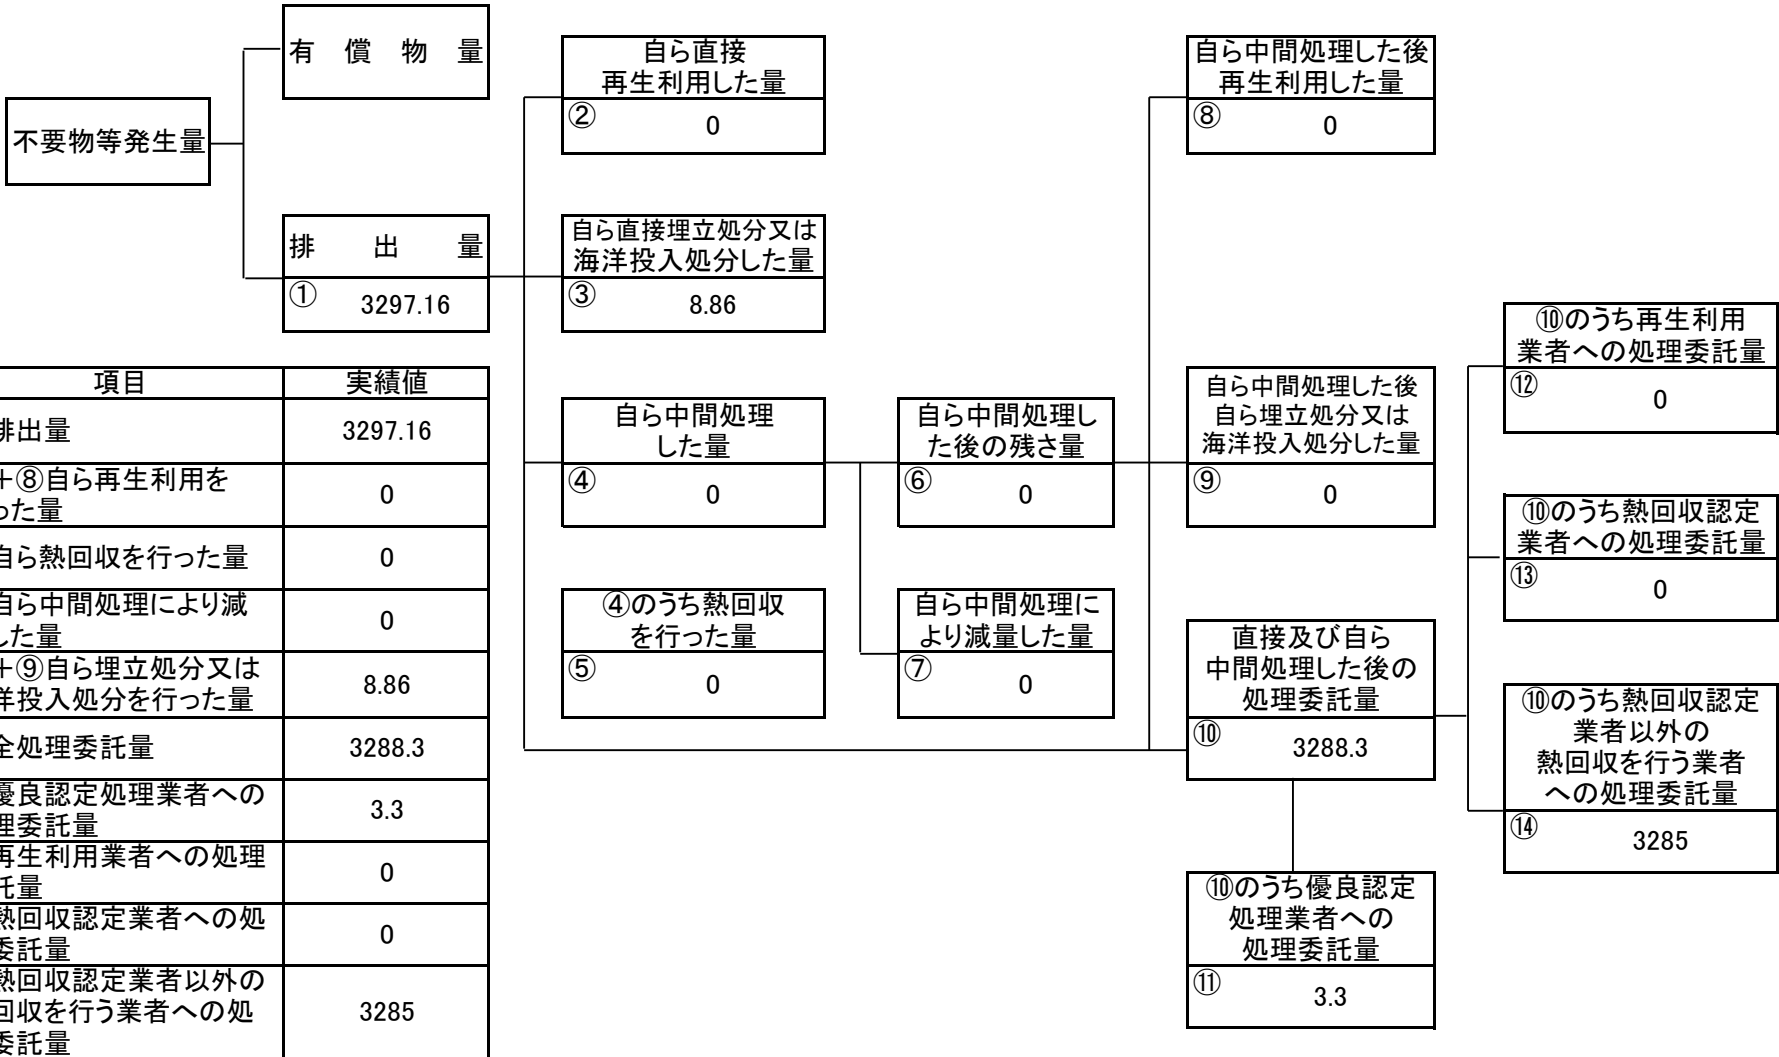 有償物量
不要物等発生量
排出量
① 3297.16
自ら直接
再生利用した量
② 0
自ら直接埋立処分又は
海洋投入処分した量
③ 8.86
自ら中間処理
した量
④ 0
④のうち熱回収
を行った量
⑤ 0
自ら中間処理し
た後の残さ量
⑥ 0
自ら中間処理に
より減量した量
⑦ 0
自ら中間処理した後
再生利用した量
⑧ 0
自ら中間処理した後
自ら埋立処分又は
海洋投入処分した量
⑨ 0
直接及び自ら
中間処理した後の
処理委託量
⑩ 3288.3
⑩のうち優良認定
処理業者への
処理委託量
⑪ 3.3
⑩のうち再生利用
業者への処理委託量
⑫ 0
⑩のうち熱回収認定
業者への処理委託量
⑬ 0
⑩のうち熱回収認定
業者以外の
熱回収を行う業者
への処理委託量
⑭ 3285
項目 実績値
排出量 3297.16
+⑧自ら再生利用を
った量 0
自ら熱回収を行った量 0
自ら中間処理により減
した量 0
+⑨自ら埋立処分又は
洋投入処分を行った量 8.86
全処理委託量 3288.3
優良認定処理業者への
理委託量 3.3
再生利用業者への処理
託量 0
熱回収認定業者への処
委託量 0
熱回収認定業者以外の
回収を行う業者への処
委託量 3285